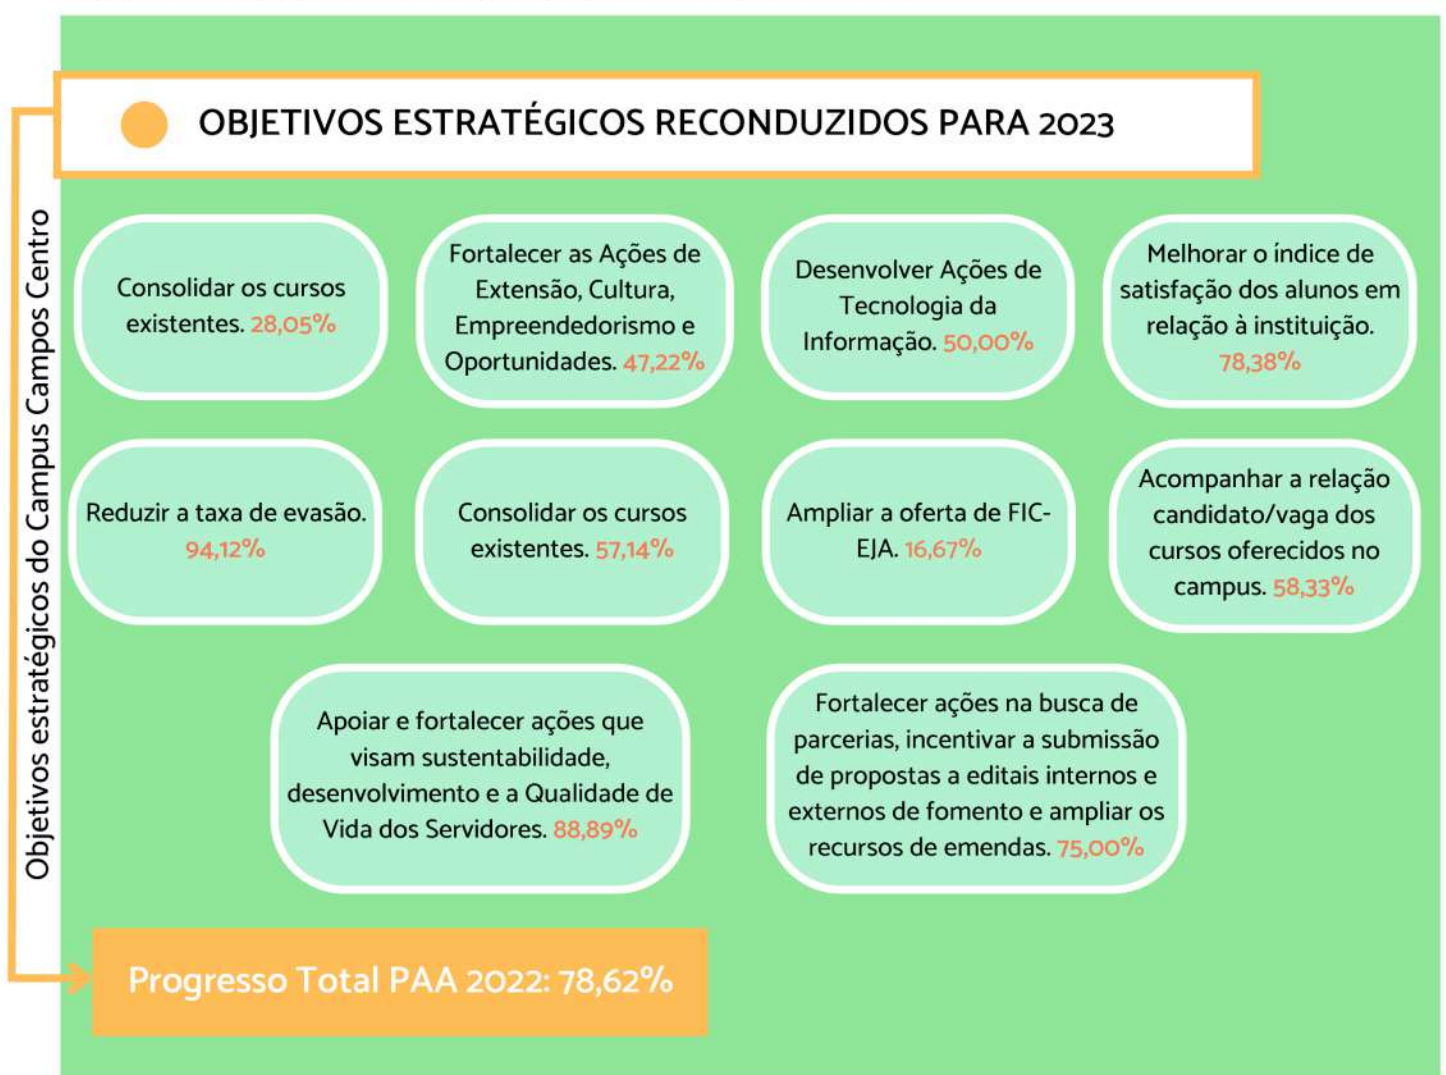 OBJETIVOS ESTRATÉGICOS RECONDUZIDOS PARA 2023
Objetivos estratégicos do Campus Campos Centro
Consolidar os cursos
existentes. 28,05%
Fortalecer as Ações de
Extensão, Cultura,
Empreendedorismo e
Oportunidades. 47,22%
Desenvolver Ações de
Tecnologia da
Informação. 50,00%
Melhorar o índice de
satisfação dos alunos em
relação à instituição.
78,38%
Reduzir a taxa de evasão.
94,12%
Consolidar os cursos
existentes. 57,14%
Ampliar a oferta de FIC-
EJA. 16,67%
Acompanhar a relação
candidato/vaga dos
cursos oferecidos no
campus. 58,33%
Apoiar e fortalecer ações que
visam sustentabilidade,
desenvolvimento e a Qualidade de
Vida dos Servidores. 88,89%
Fortalecer ações na busca de
parcerias, incentivar a submissão
de propostas a editais internos e
externos de fomento e ampliar os
recursos de emendas. 75,00%
Progresso Total PAA 2022: 78,62%